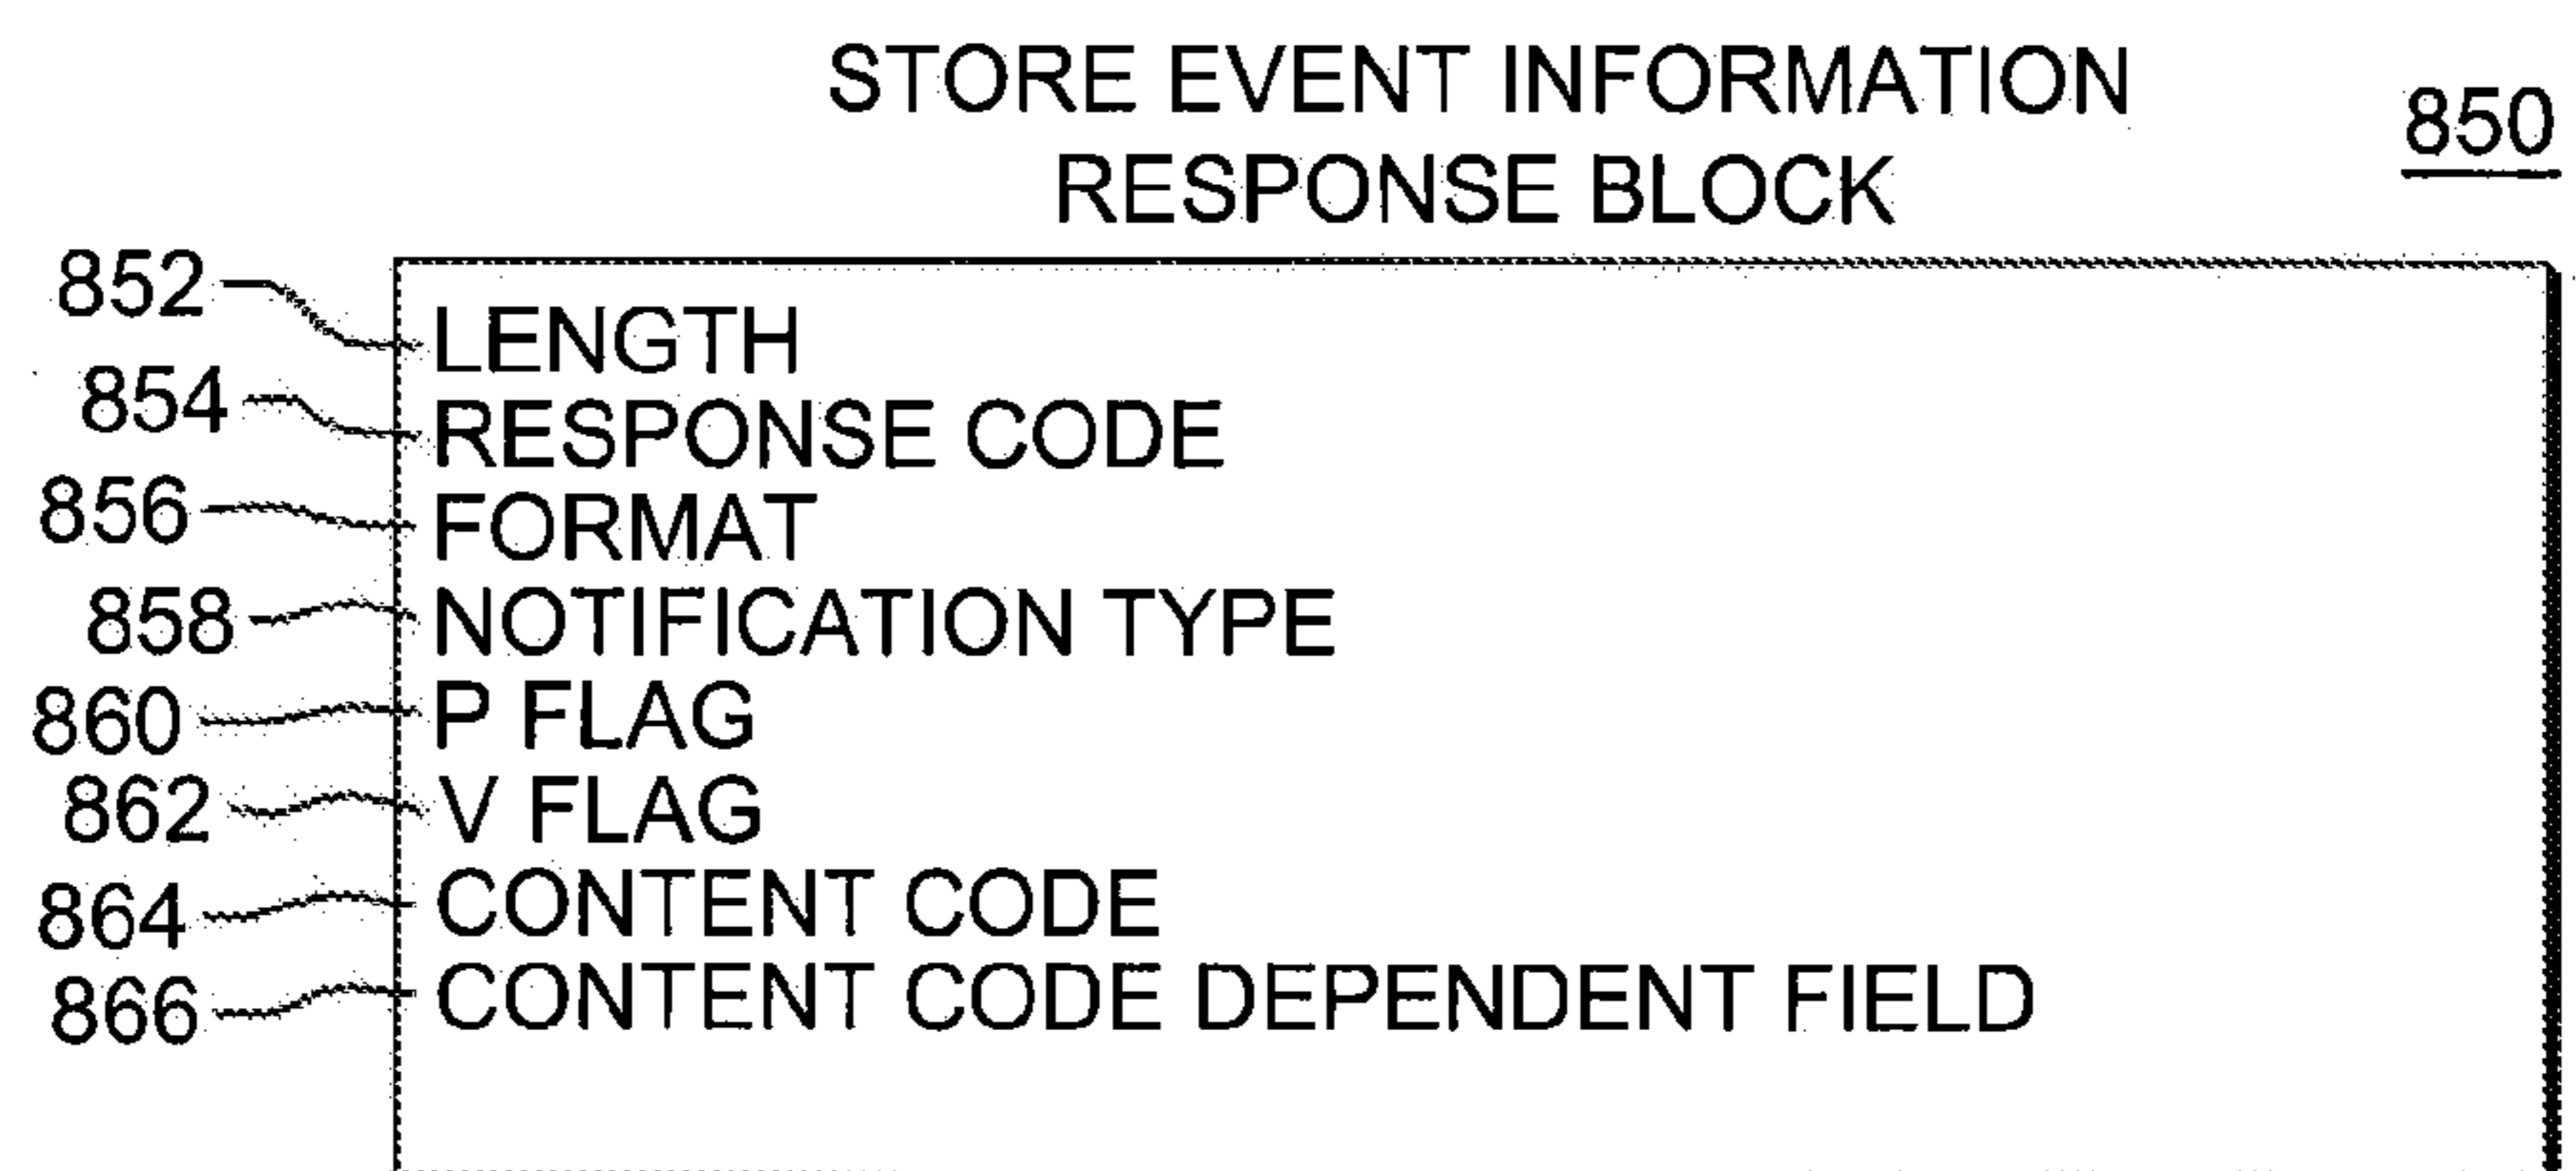 STORE EVENT INFORMATION
RESPONSE BLOCK
850
852 LENGTH
854 RESPONSE CODE
856 FORMAT
858 NOTIFICATION TYPE
860 P FLAG
862 V FLAG
864 CONTENT CODE
866 CONTENT CODE DEPENDENT FIELD